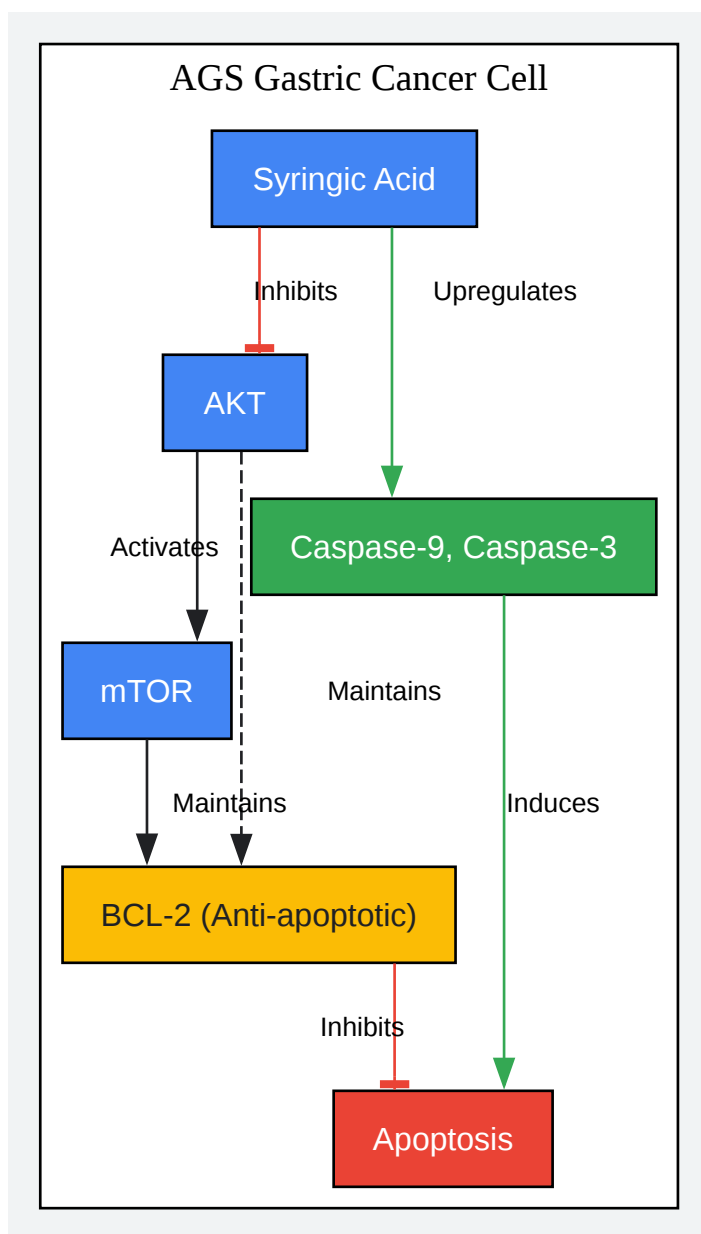 AGS Gastric Cancer Cell
Syringic Acid
Inhibits
Upregulates
AKT
Activates
Caspase-9, Caspase-3
mTOR
Maintains
Maintains
Induces
BCL-2 (Anti-apoptotic)
Inhibits
Apoptosis